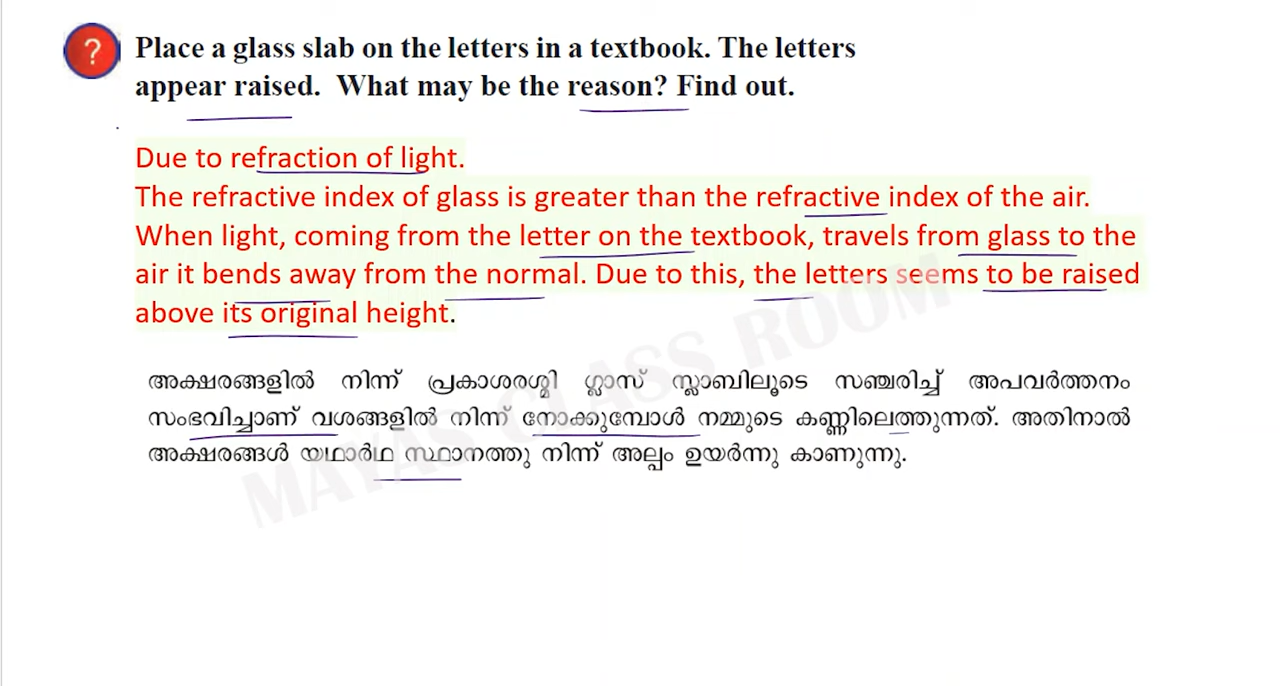 ?
Place a glass slab on the letters in a textbook. The letters
appear raised. What may be the reason? Find out.
Due to refraction of light.
The refractive index of glass is greater than the refractive index of the air.
When light, coming from the letter on the textbook, travels from glass to the
air it bends away from the normal. Due to this, the letters seems to be raised
above its original height.
അക്ഷരങ്ങളിൽ നിന്ന് പ്രകാശരശ്മി ഗ്ലാസ് സ്ലാബിലൂടെ സഞ്ചരിച്ച് അപവർത്തനം
സംഭവിച്ചാണ് വശങ്ങളിൽ നിന്ന് നോക്കുമ്പോൾ നമ്മുടെ കണ്ണിലെത്തുന്നത്. അതിനാൽ
അക്ഷരങ്ങൾ യഥാർഥ സ്ഥാനത്തു നിന്ന് അല്പം ഉയർന്നു കാണുന്നു.
MAYAS CLASS ROOM